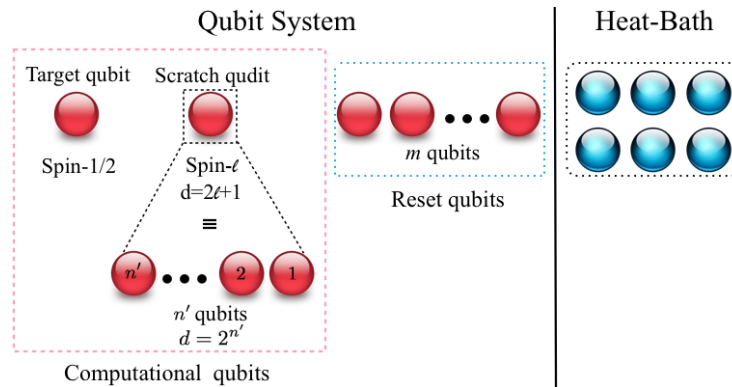 Qubit System
Heat-Bath
Target qubit
Scratch qudit
Spin-1/2
Spin-ℓ
d=2ℓ+1
≡
n′
2
1
n′ qubits
d = 2^{n′}
m qubits
Reset qubits
Computational qubits